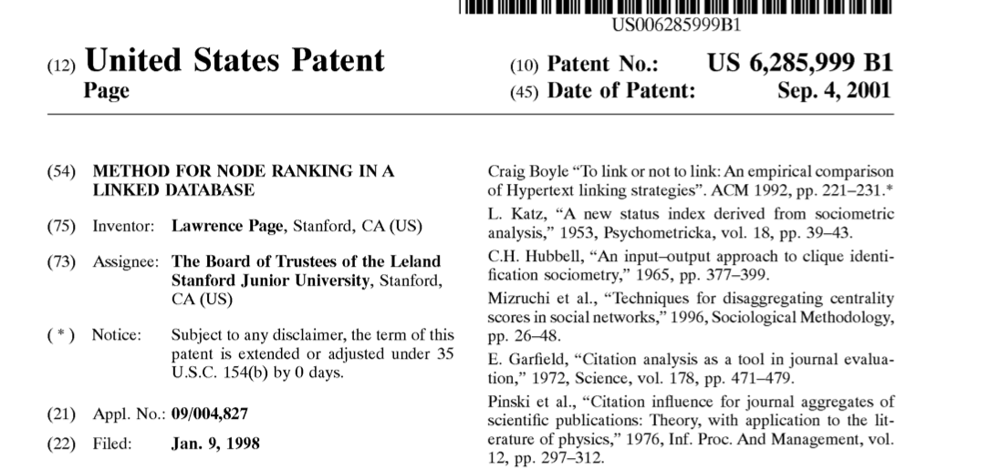 US006285999B1
(12) United States Patent
Page
(10) Patent No.: US 6,285,999 B1
(45) Date of Patent: Sep. 4, 2001
(54) METHOD FOR NODE RANKING IN A
LINKED DATABASE
(75) Inventor: Lawrence Page, Stanford, CA (US)
(73) Assignee: The Board of Trustees of the Leland
Stanford Junior University, Stanford,
CA (US)
( * ) Notice: Subject to any disclaimer, the term of this
patent is extended or adjusted under 35
U.S.C. 154(b) by 0 days.
(21) Appl. No.: 09/004,827
(22) Filed: Jan. 9, 1998
Craig Boyle “To link or not to link: An empirical comparison
of Hypertext linking strategies”. ACM 1992, pp. 221–231.*
L. Katz, “A new status index derived from sociometric
analysis,” 1953, Psychometricka, vol. 18, pp. 39–43.
C.H. Hubbell, “An input–output approach to clique identi-
fication sociometry,” 1965, pp. 377–399.
Mizruchi et al., “Techniques for disaggregating centrality
scores in social networks,” 1996, Sociological Methodology,
pp. 26–48.
E. Garfield, “Citation analysis as a tool in journal evalua-
tion,” 1972, Science, vol. 178, pp. 471–479.
Pinski et al., “Citation influence for journal aggregates of
scientific publications: Theory, with application to the lit-
erature of physics,” 1976, Inf. Proc. And Management, vol.
12, pp. 297–312.